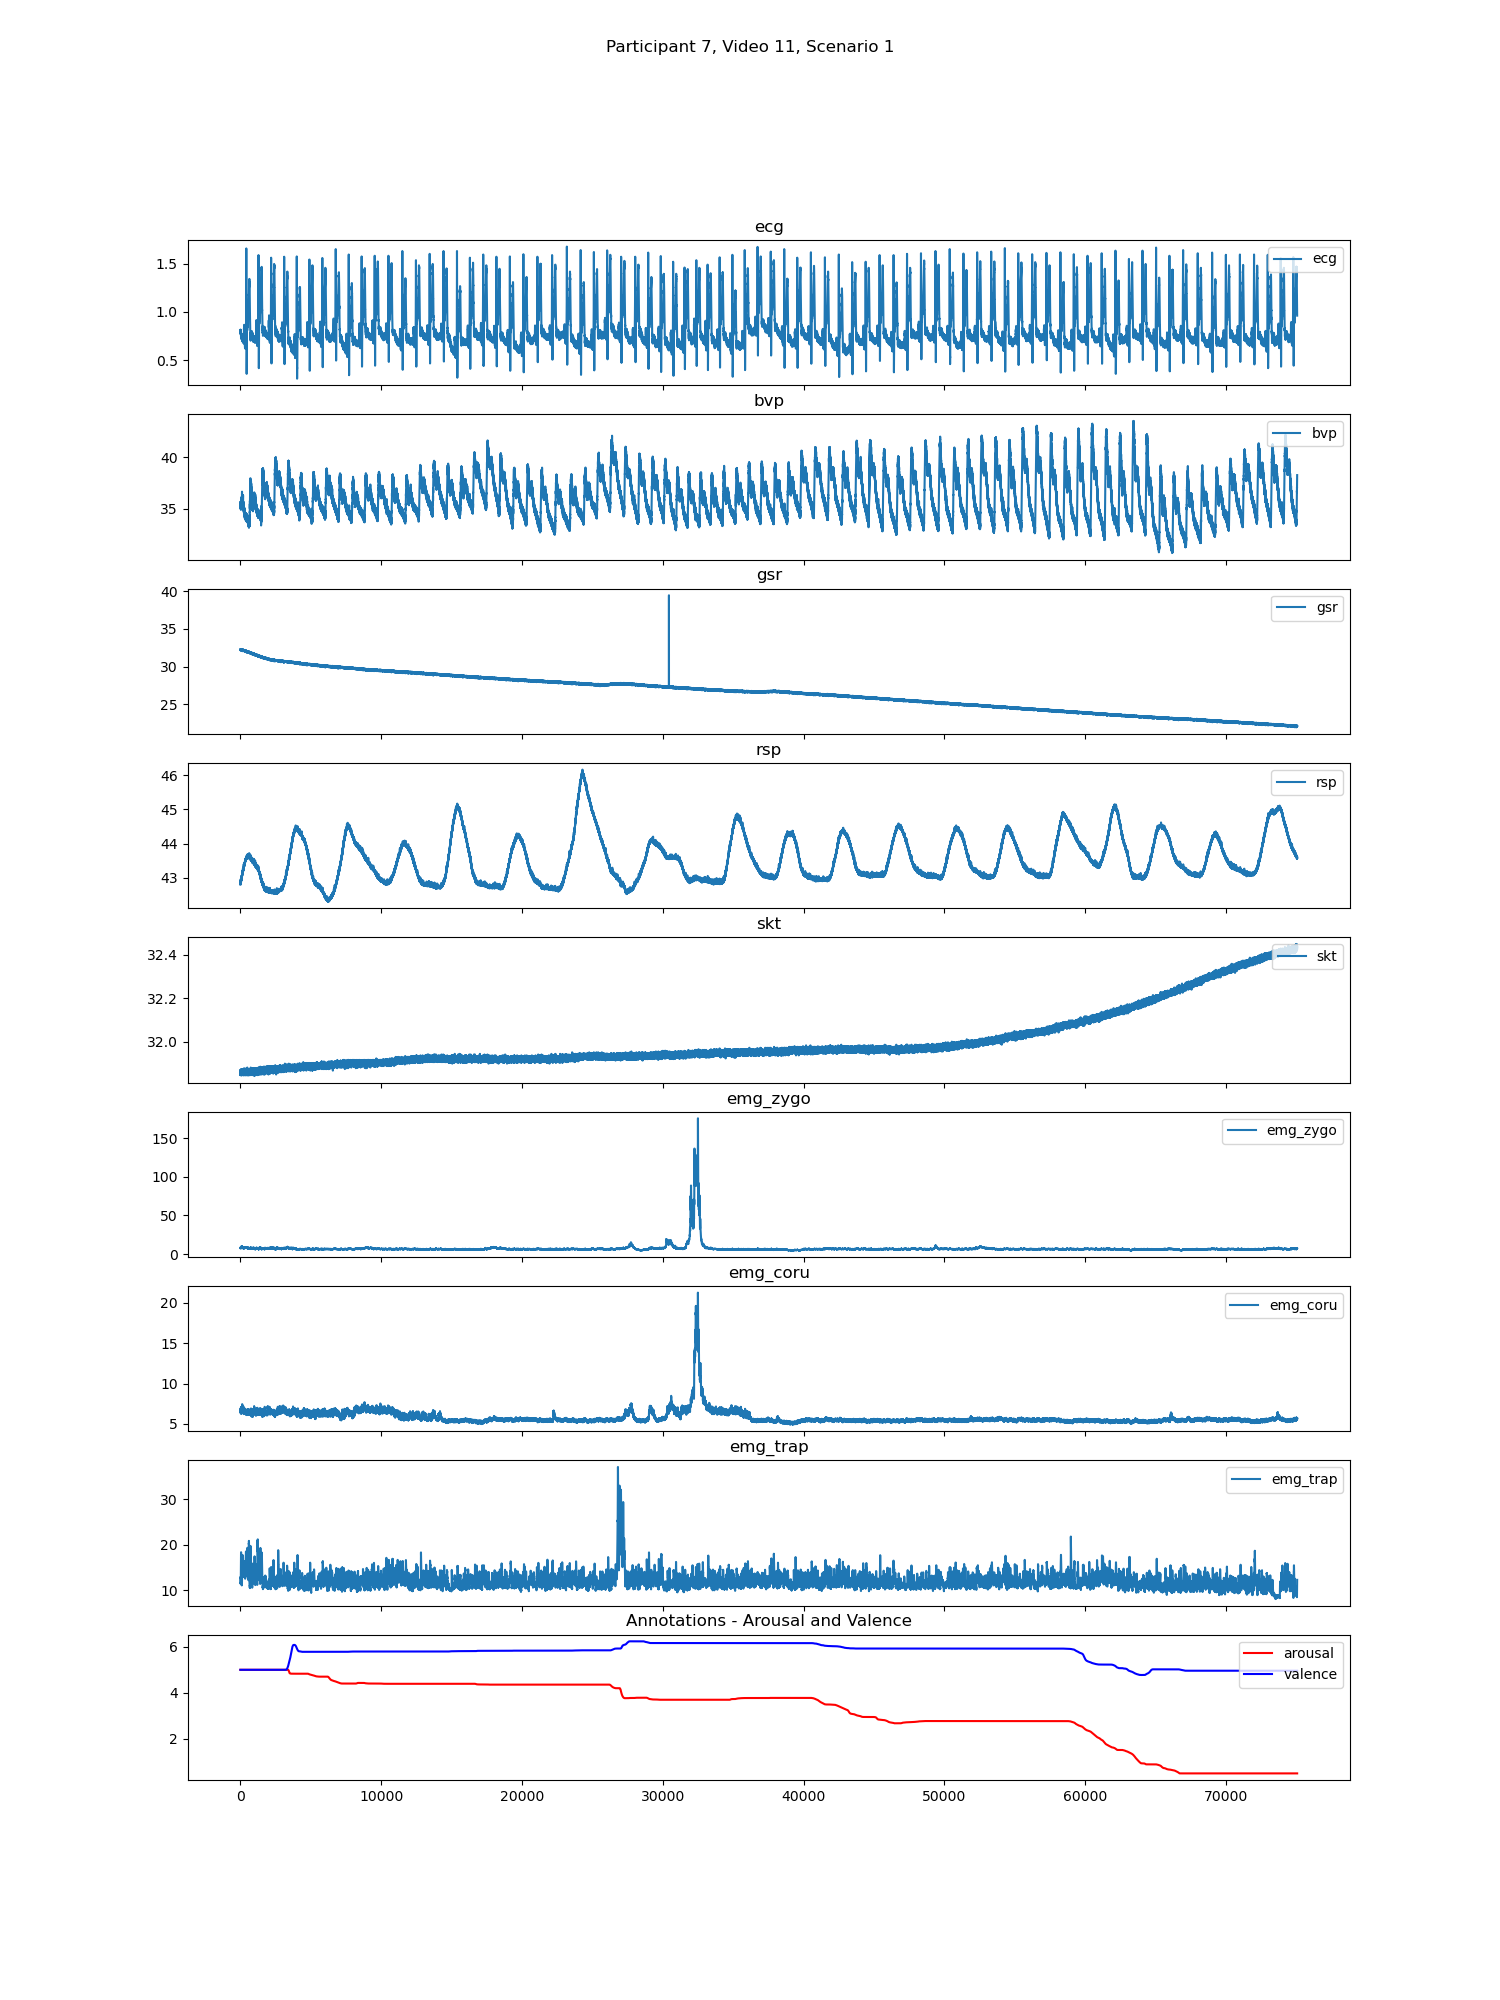 Participant 7, Video 11, Scenario 1
ecg
1.5
1.0
0.5
ecg
bvp
40
35
bvp
gsr
40
35
30
25
gsr
rsp
46
45
44
43
rsp
skt
32.4
32.2
32.0
skt
emg_zygo
150
100
50
0
emg_zygo
emg_coru
20
15
10
5
emg_coru
emg_trap
30
20
10
emg_trap
Annotations - Arousal and Valence
6
4
2
arousal
valence
0 10000 20000 30000 40000 50000 60000 70000